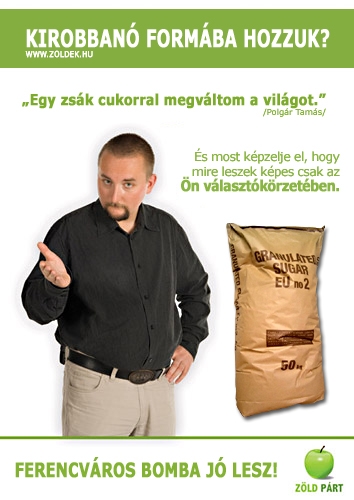 KIROBBANÓ FORMÁBA HOZZUK?
WWW.ZOLDEK.HU
„Egy zsák cukorral megváltom a világot.”
/Polgár Tamás/
És most képzelje el, hogy
mire leszek képes csak az
Ön választókörzetében.
GRANULATED
SUGAR
EU no 2
50 kg
FERENCVÁROS BOMBA JÓ LESZ!
ZÖLD PÁRT